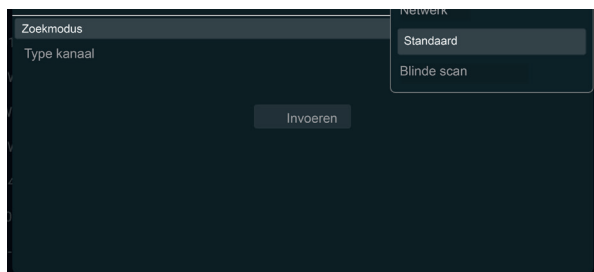 Netwerk
Zoekmodus
Standaard
Type kanaal
Blinde scan
Invoeren